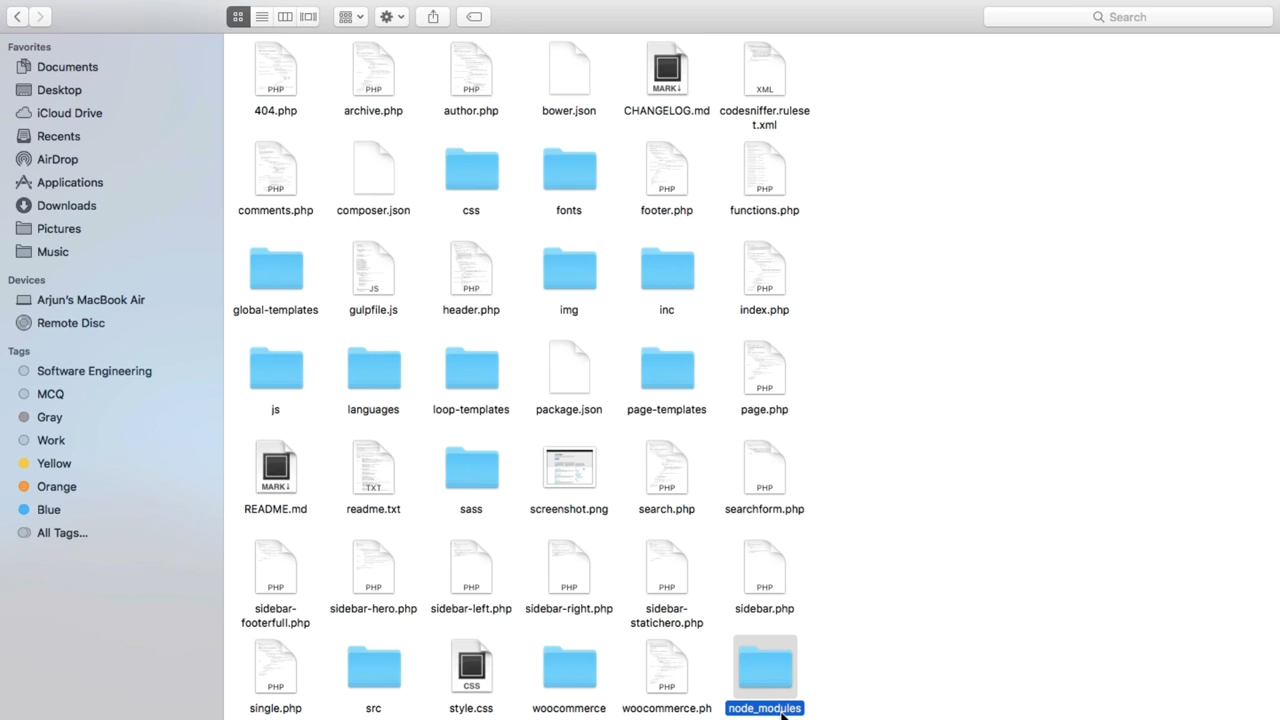 Search
Favorites
Documents
Desktop
iCloud Drive
Recents
AirDrop
Applications
Downloads
Pictures
Music
Devices
Arjun's MacBook Air
Remote Disc
Tags
Software Engineering
MCQ
Gray
Work
Yellow
Orange
Blue
All Tags...
PHP
PHP
PHP
MARK↓
XML
404.php
archive.php
author.php
bower.json
CHANGELOG.md
codesniffer.rulese
t.xml
PHP
PHP
PHP
comments.php
composer.json
css
fonts
footer.php
functions.php
JS
PHP
PHP
global-templates
gulpfile.js
header.php
img
inc
index.php
PHP
js
languages
loop-templates
package.json
page-templates
page.php
MARK↓
TXT
PHP
PHP
README.md
readme.txt
sass
screenshot.png
search.php
searchform.php
PHP
PHP
PHP
PHP
PHP
PHP
sidebar-
footerfull.php
sidebar-hero.php
sidebar-left.php
sidebar-right.php
sidebar-
statichero.php
sidebar.php
PHP
CSS
PHP
single.php
src
style.css
woocommerce
woocommerce.ph
node_modules